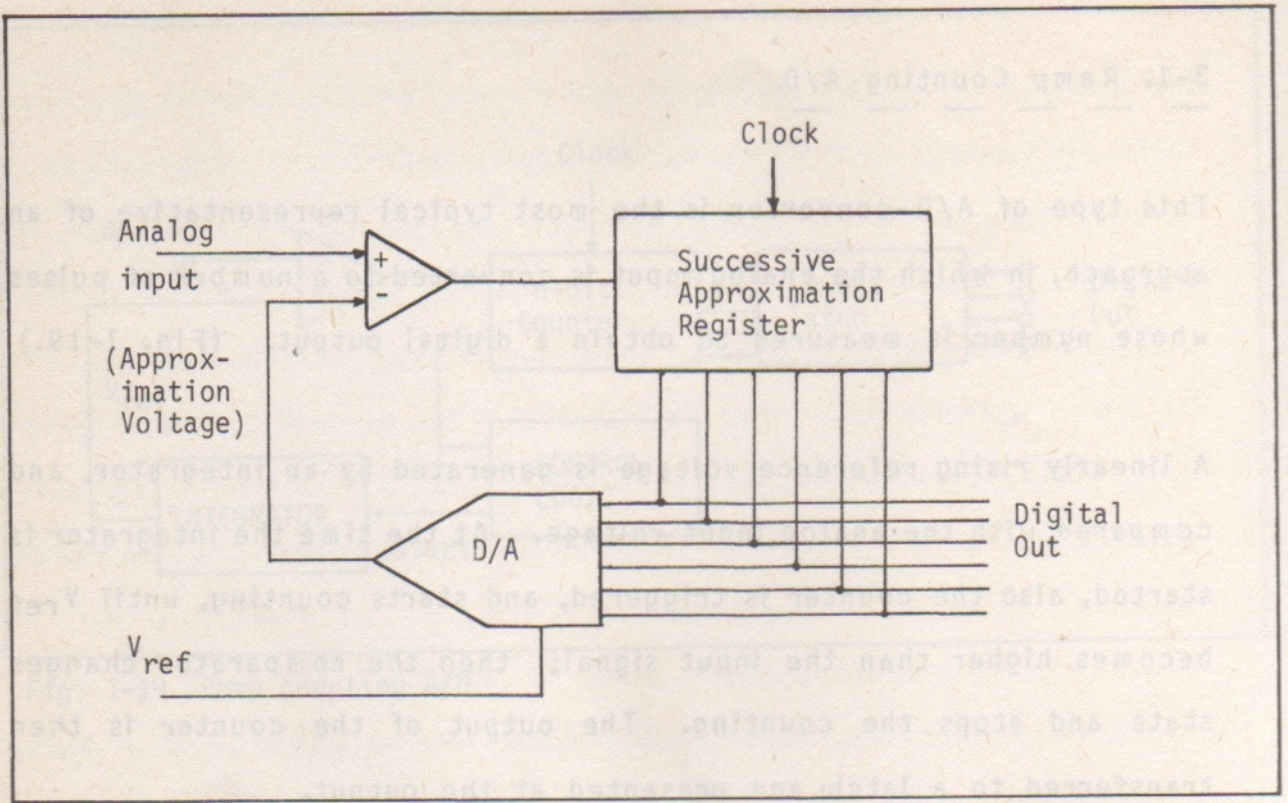 Clock
Analog
input
+
-
Successive
Approximation
Register
(Approx-
imation
Voltage)
D/A
Digital
Out
Vref
3-1. Ramp Counting A/D
This type of A/D-converter is the most typical representative of an
approach, in which the analog input is converted to a number of pulses
whose number is measured to obtain a digital output. (Fig. 1-19.)
A linearly rising reference voltage is generated by an integrator, and
compared with the analog input voltage. At the time the integrater is
started, also the counter is triggered, and starts counting, until Vref
becomes higher than the input signal; then the comparator changes
state and stops the counting. The output of the counter is then
transferred to a latch and presented at the output.